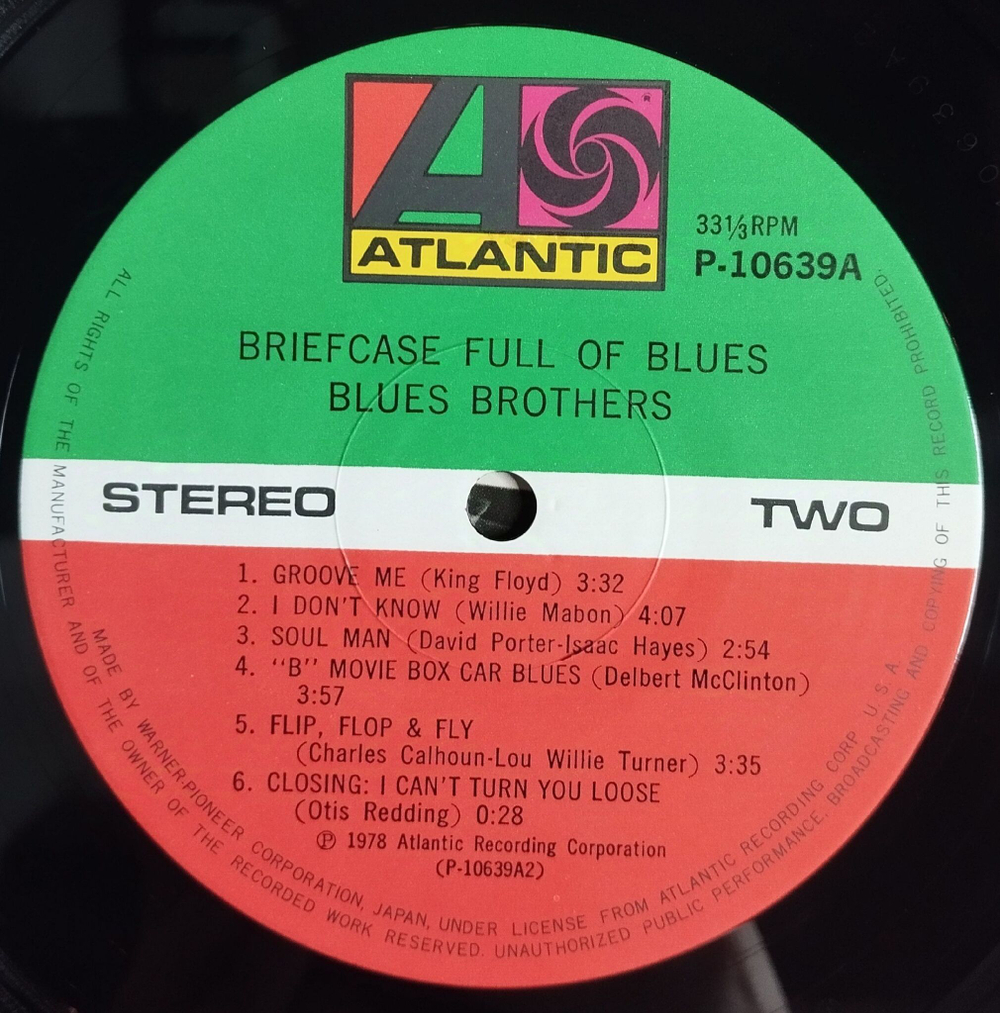 ®
ATLANTIC
33 1/3 RPM
P-10639A
BRIEFCASE FULL OF BLUES
BLUES BROTHERS
STEREO
TWO
1. GROOVE ME (King Floyd) 3:32
2. I DON'T KNOW (Willie Mabon) 4:07
3. SOUL MAN (David Porter-Isaac Hayes) 2:54
4. “B” MOVIE BOX CAR BLUES (Delbert McClinton)
3:57
5. FLIP, FLOP & FLY
(Charles Calhoun-Lou Willie Turner) 3:35
6. CLOSING: I CAN'T TURN YOU LOOSE
(Otis Redding) 0:28
Ⓟ 1978 Atlantic Recording Corporation
(P-10639A2)
MADE BY WARNER-PIONEER CORPORATION, JAPAN, UNDER LICENSE FROM ATLANTIC RECORDING CORP U. S. A.
ALL RIGHTS OF THE MANUFACTURER AND OF THE OWNER OF THE RECORDED WORK RESERVED. UNAUTHORIZED PUBLIC PERFORMANCE, BROADCASTING AND COPYING OF THIS RECORD PROHIBITED.